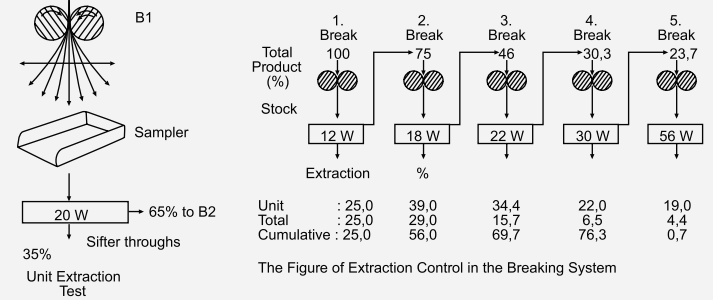 B1
Sampler
20 W
65% to B2
Sifter throughs
35%
Unit Extraction
Test
1. 2. 3. 4. 5.
Break Break Break Break Break
Total 100 75 46 30,3 23,7
Product
(%)
Stock
12 W 18 W 22 W 30 W 56 W
Extraction %
Unit : 25,0 39,0 34,4 22,0 19,0
Total : 25,0 29,0 15,7 6,5 4,4
Cumulative : 25,0 56,0 69,7 76,3 0,7
The Figure of Extraction Control in the Breaking System